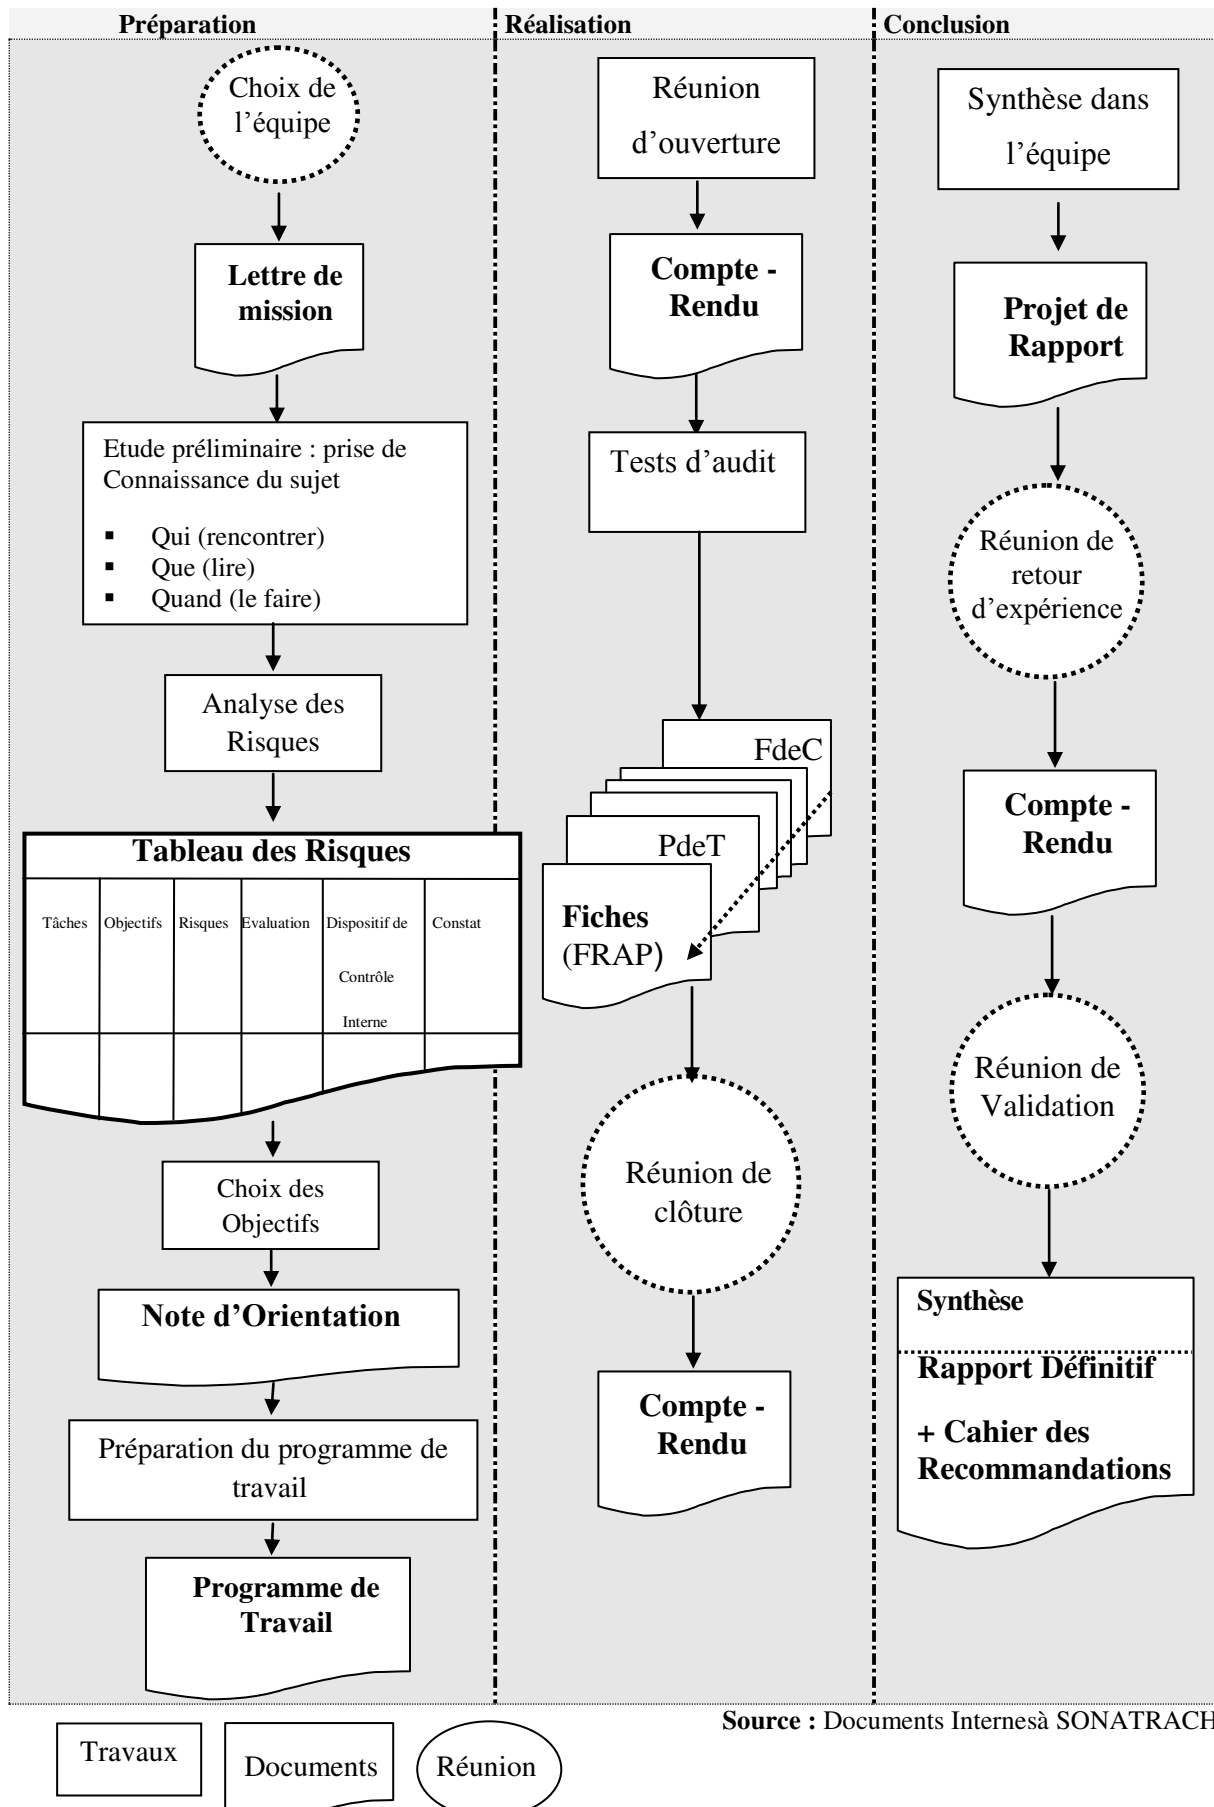 Préparation
Réalisation
Conclusion
Choix de
l'équipe
Lettre de
mission
Etude préliminaire : prise de
Connaissance du sujet
▪ Qui (rencontrer)
▪ Que (lire)
▪ Quand (le faire)
Analyse des
Risques
Tableau des Risques
Tâches
Objectifs
Risques
Evaluation
Dispositif de
Contrôle
Interne
Constat
Choix des
Objectifs
Note d'Orientation
Préparation du programme de
travail
Programme de
Travail
Réunion
d'ouverture
Compte -
Rendu
Tests d'audit
FdeC
PdeT
Fiches
(FRAP)
Réunion de
clôture
Compte -
Rendu
Synthèse dans
l'équipe
Projet de
Rapport
Réunion de
retour
d'expérience
Compte -
Rendu
Réunion de
Validation
Synthèse
Rapport Définitif
+ Cahier des
Recommandations
Source : Documents Internesà SONATRACH
Travaux
Documents
Réunion